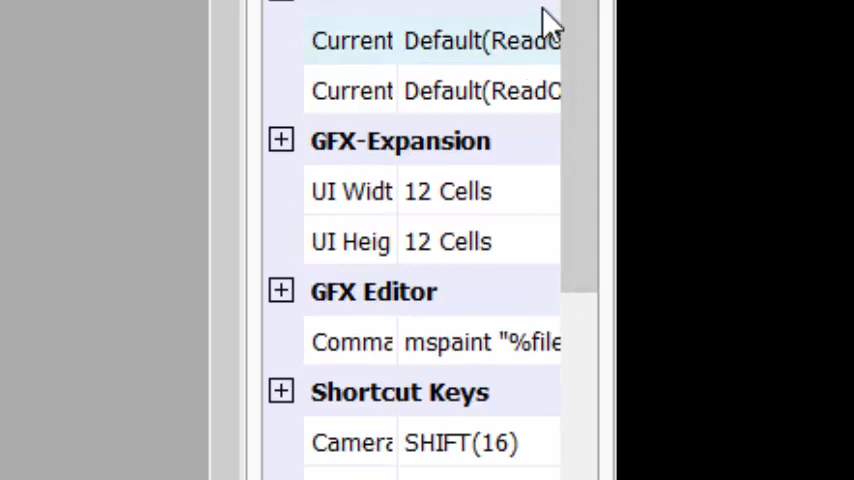 Current Default(ReadO
Current Default(ReadO
GFX-Expansion
UI Widt 12 Cells
UI Heig 12 Cells
GFX Editor
Comma mspaint "%file
Shortcut Keys
Camera SHIFT(16)